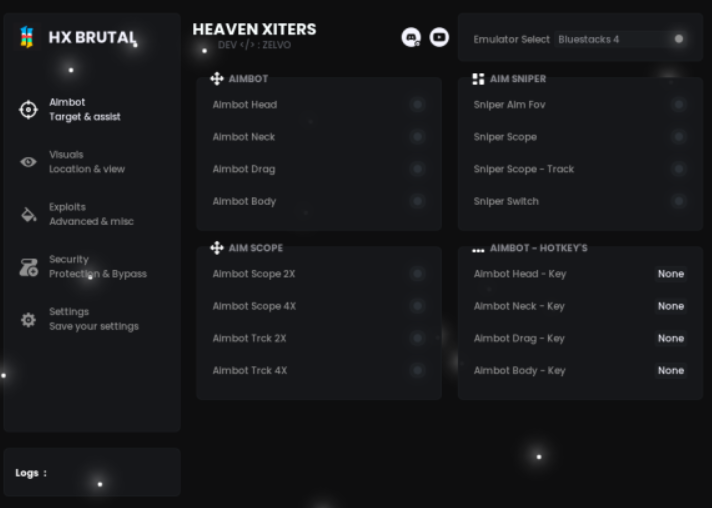 HX BRUTAL
Aimbot
Target & assist
Visuals
Location & view
Exploits
Advanced & misc
Security
Protection & Bypass
Settings
Save your settings
Logs :
HEAVEN XITERS
DEV </> : ZELVO
Emulator Select Bluestacks 4
AIMBOT
Aimbot Head
Aimbot Neck
Aimbot Drag
Aimbot Body
AIM SNIPER
Sniper Aim Fov
Sniper Scope
Sniper Scope - Track
Sniper Switch
AIM SCOPE
Aimbot Scope 2X
Aimbot Scope 4X
Aimbot Trck 2X
Aimbot Trck 4X
AIMBOT - HOTKEY'S
Aimbot Head - Key None
Aimbot Neck - Key None
Aimbot Drag - Key None
Aimbot Body - Key None